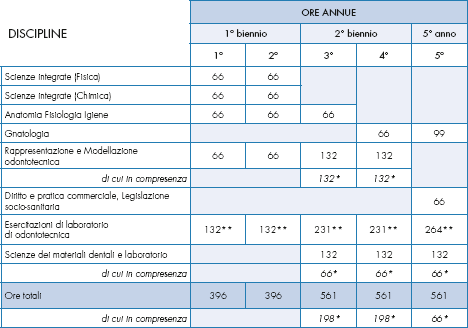 ORE ANNUE
DISCIPLINE 1° biennio 2° biennio 5° anno
1° 2° 3° 4° 5°
Scienze integrate (Fisica) 66 66
Scienze integrate (Chimica) 66 66
Anatomia Fisiologia Igiene 66 66 66
Gnatologia 66 99
Rappresentazione e Modellazione
odontotecnica 66 66 132 132
di cui in compresenza 132* 132*
Diritto e pratica commerciale, Legislazione
socio-sanitaria 66
Esercitazioni di laboratorio
di odontotecnica 132** 132** 231** 231** 264**
Scienze dei materiali dentali e laboratorio 132 132 132
di cui in compresenza 66* 66* 66*
Ore totali 396 396 561 561 561
di cui in compresenza 198* 198* 66*